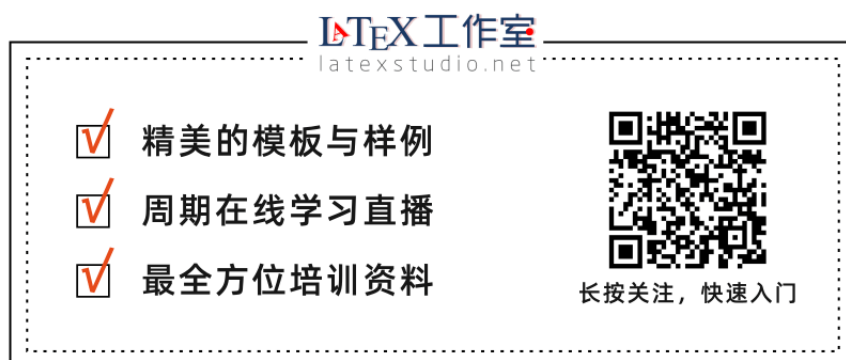 LATEX工作室
latexstudio.net
精美的模板与样例
周期在线学习直播
最全方位培训资料
长按关注，快速入门